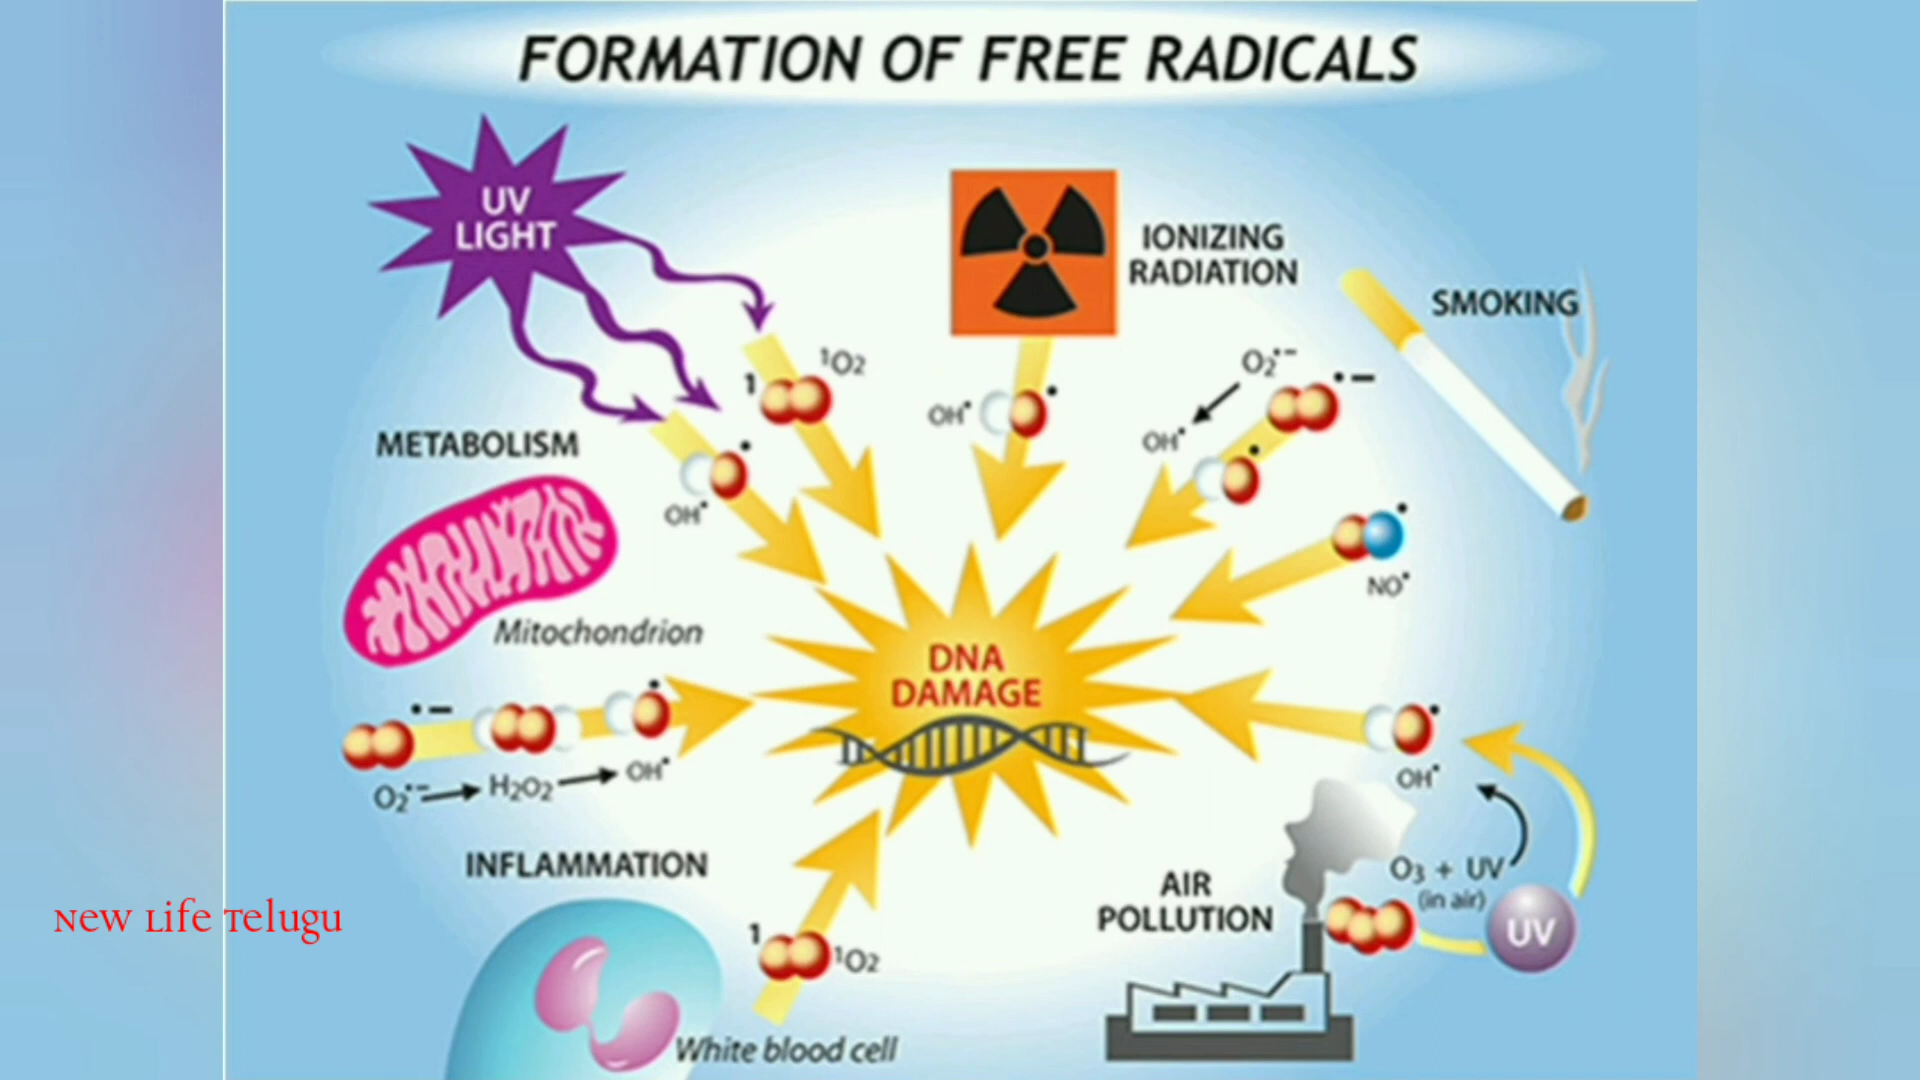 FORMATION OF FREE RADICALS
UV
LIGHT
IONIZING
RADIATION
SMOKING
1
¹O₂
O₂•−
• −
OH•
OH•
METABOLISM
OH•
NO•
Mitochondrion
DNA
DAMAGE
• −
O₂•− → H₂O₂ → OH•
OH•
INFLAMMATION
O₃ + UV
(in air)
AIR
POLLUTION
UV
New Life Telugu
1
¹O₂
White blood cell